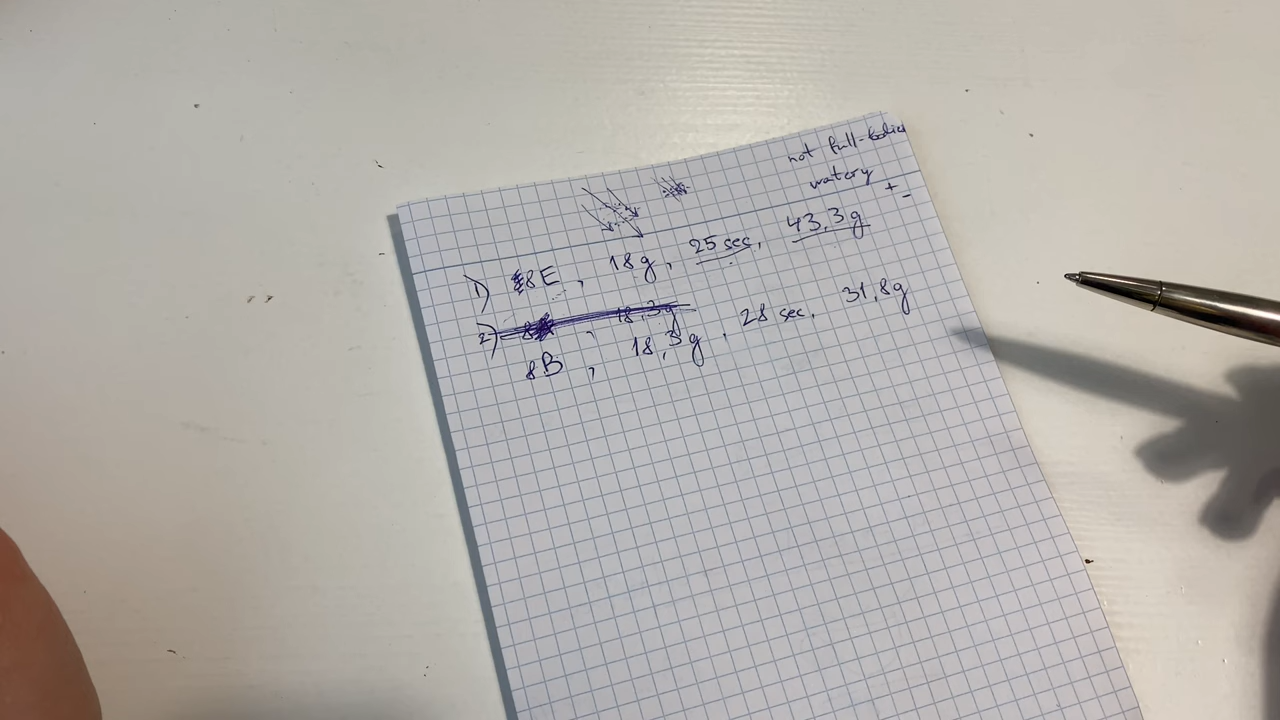 not full-bodied
watery + -
1) 8E, 18g, 25 sec, 43,3g
2) 8 , 18,3g
8B, 18,3g, 28 sec, 31,8g